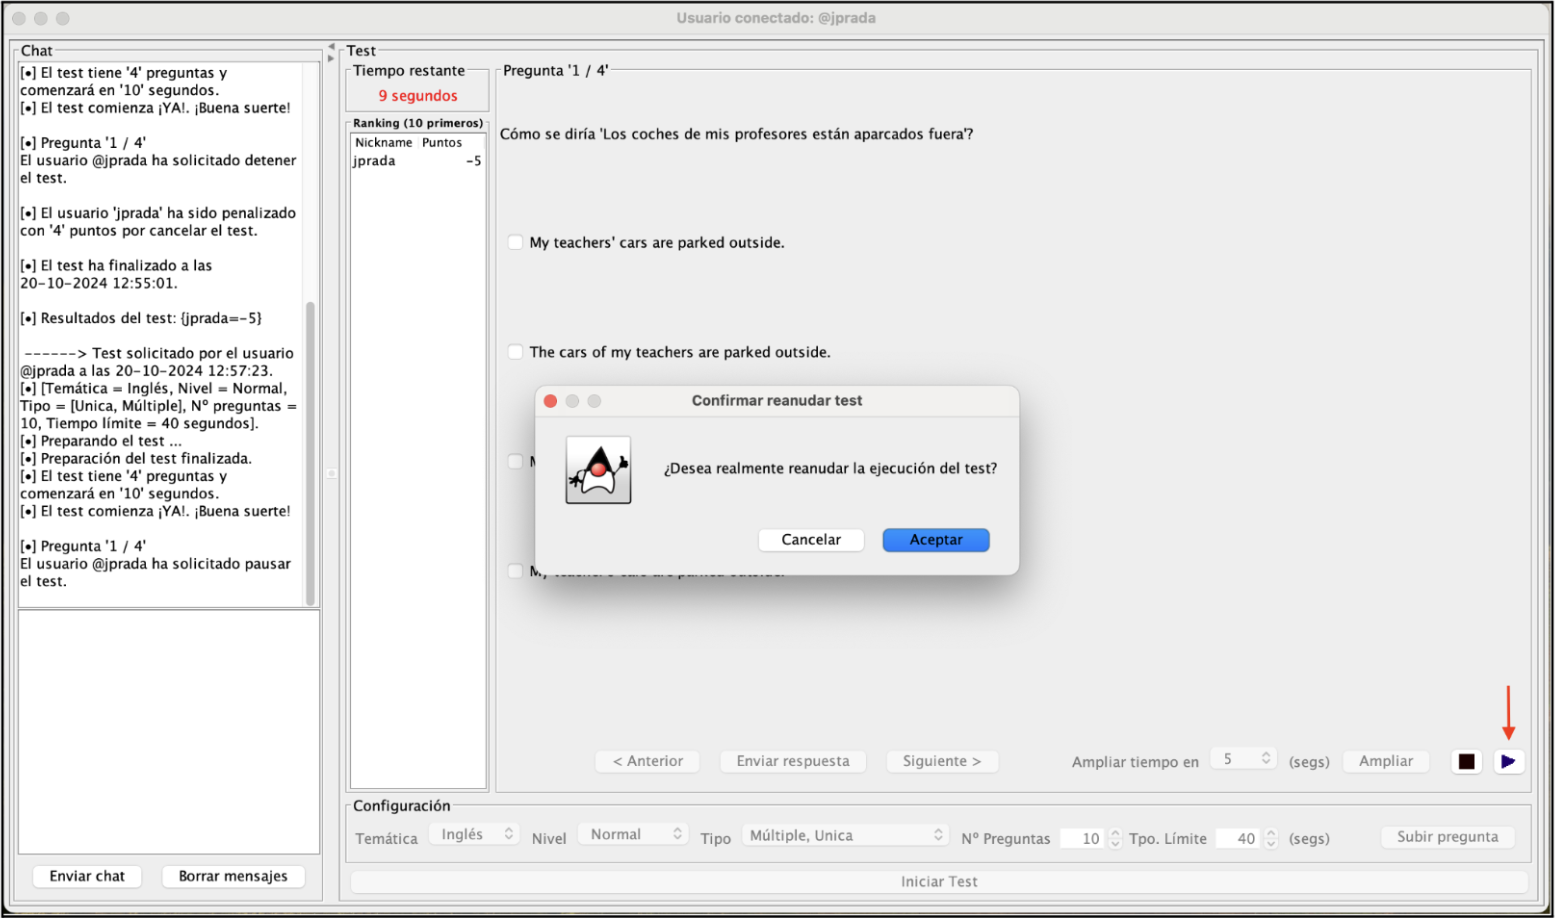 Usuario conectado: @jprada
Chat
[•] El test tiene '4' preguntas y
comenzará en '10' segundos.
[•] El test comienza ¡YA!. ¡Buena suerte!
[•] Pregunta '1 / 4'
El usuario @jprada ha solicitado detener
el test.
[•] El usuario 'jprada' ha sido penalizado
con '4' puntos por cancelar el test.
[•] El test ha finalizado a las
20-10-2024 12:55:01.
[•] Resultados del test: {jprada=-5}
------> Test solicitado por el usuario
@jprada a las 20-10-2024 12:57:23.
[•] [Temática = Inglés, Nivel = Normal,
Tipo = [Unica, Múltiple], Nº preguntas =
10, Tiempo límite = 40 segundos].
[•] Preparando el test ...
[•] Preparación del test finalizada.
[•] El test tiene '4' preguntas y
comenzará en '10' segundos.
[•] El test comienza ¡YA!. ¡Buena suerte!
[•] Pregunta '1 / 4'
El usuario @jprada ha solicitado pausar
el test.
Enviar chat
Borrar mensajes
Test
Tiempo restante
9 segundos
Ranking (10 primeros)
Nickname Puntos
jprada -5
Pregunta '1 / 4'
Cómo se diría 'Los coches de mis profesores están aparcados fuera'?
My teachers' cars are parked outside.
The cars of my teachers are parked outside.
Confirmar reanudar test
¿Desea realmente reanudar la ejecución del test?
Cancelar
Aceptar
< Anterior
Enviar respuesta
Siguiente >
Ampliar tiempo en 5 (segs)
Ampliar
Configuración
Temática Inglés Nivel Normal Tipo Múltiple, Unica Nº Preguntas 10 Tpo. Límite 40 (segs)
Subir pregunta
Iniciar Test